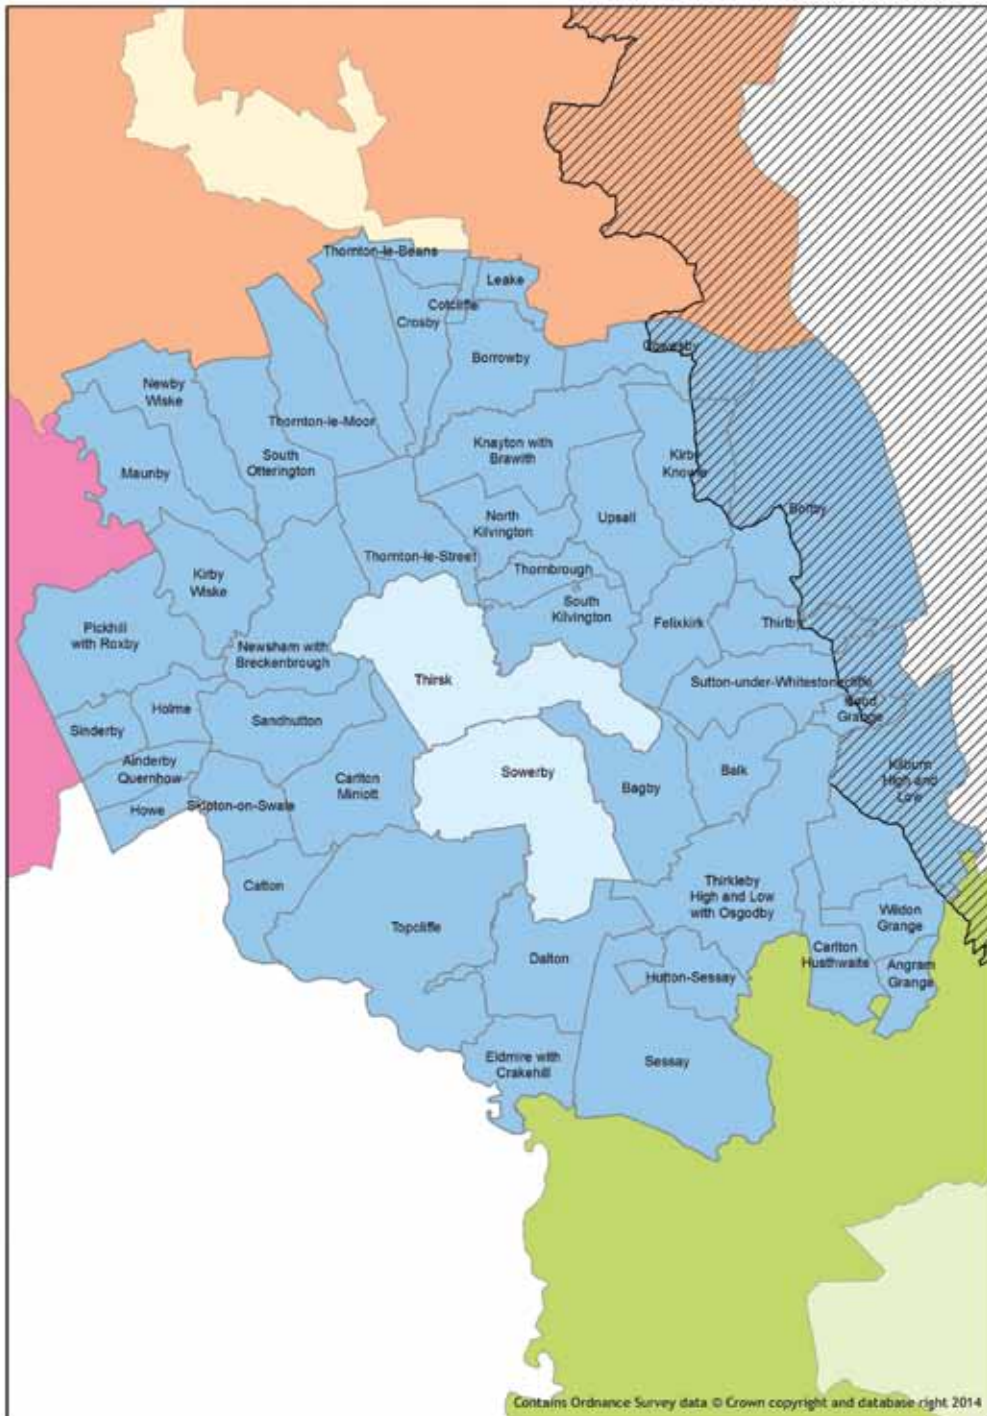 Thornton-le-Beans
Leake
Cotcliffe
Crosby
Borrowby
Cowesby
Newby
Wiske
Thornton-le-Moor
Maunby
South
Otterington
Knayton with
Brawith
Kirby
Knowle
North
Kilvington
Upsall
Boltby
Thornton-le-Street
Thornbrough
Kirby
Wiske
South
Kilvington
Felixkirk
Thirlby
Pickhill
with Roxby
Newsham with
Breckenbrough
Thirsk
Sutton-under-Whitestonecliffe
Hood
Grange
Holme
Sinderby
Sandhutton
Ainderby
Quernhow
Carlton
Miniott
Sowerby
Bagby
Balk
Kilburn
High and
Low
Howe
Skipton-on-Swale
Catton
Topcliffe
Thirkleby
High and Low
with Osgodby
Wildon
Grange
Dalton
Carlton
Husthwaite
Hutton-Sessay
Angram
Grange
Eldmire with
Crakehill
Sessay
Contains Ordnance Survey data © Crown copyright and database right 2014